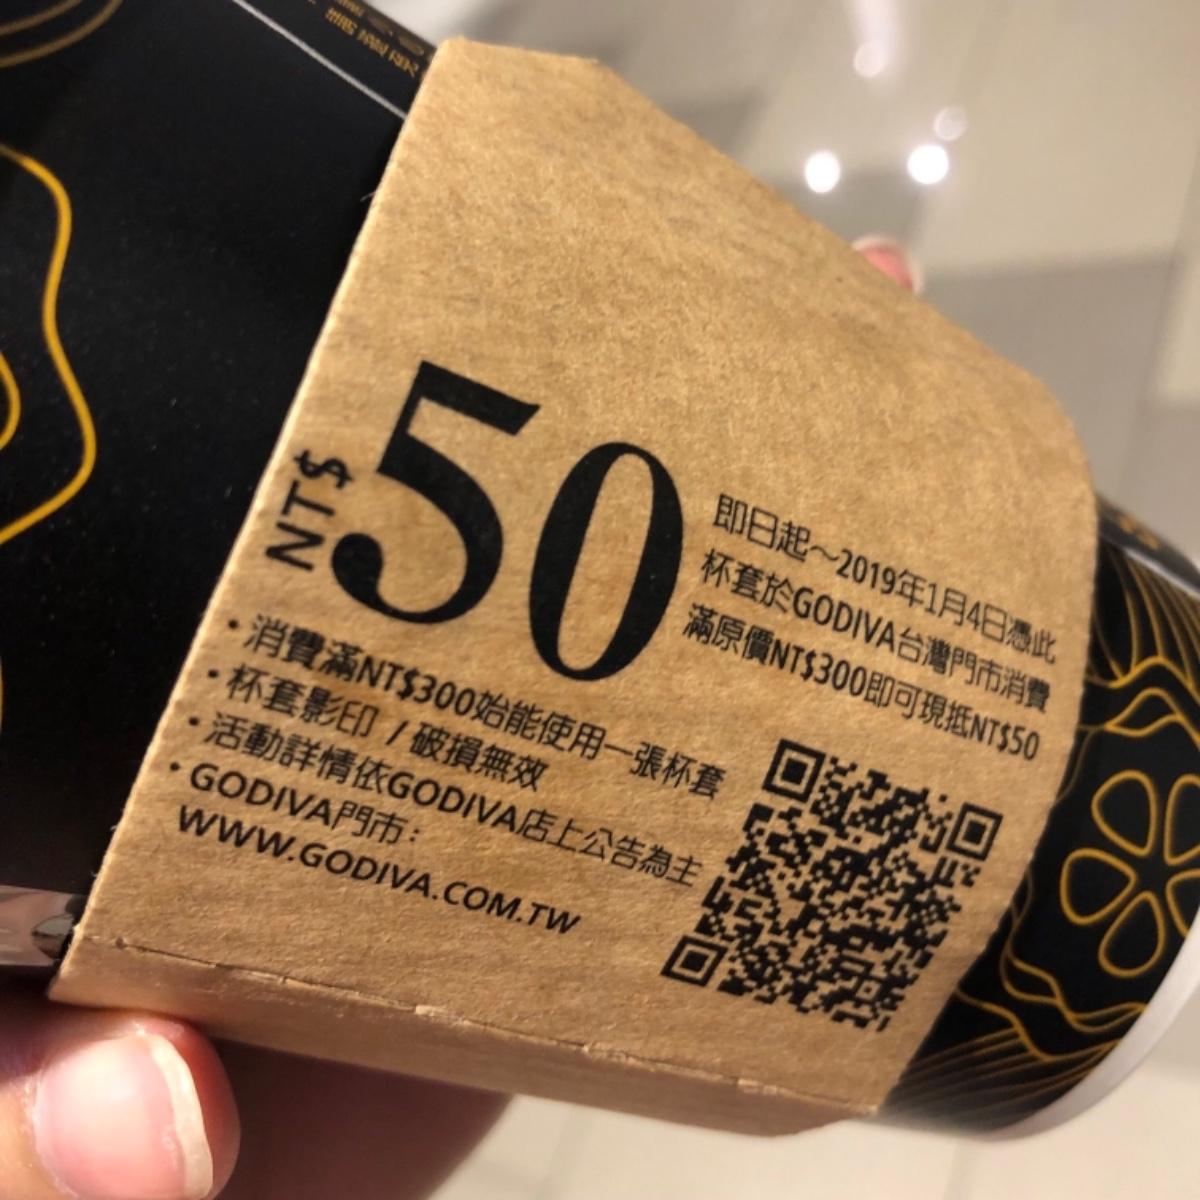 NT$50
即日起～2019年1月4日憑此
杯套於GODIVA台灣門市消費
滿原價NT$300即可現抵NT$50
•消費滿NT$300始能使用一張杯套
•杯套影印 / 破損無效
•活動詳情依GODIVA店上公告為主
•GODIVA門市：
WWW.GODIVA.COM.TW